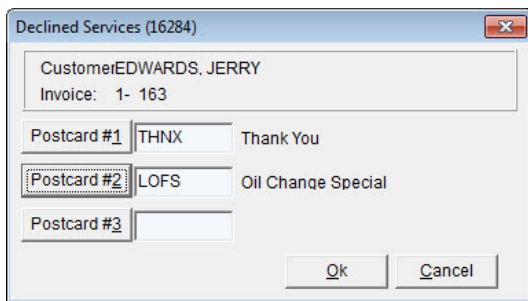 Declined Services (16284)
CustomerEDWARDS, JERRY
Invoice: 1- 163
Postcard #1 THNX Thank You
Postcard #2 LOFS Oil Change Special
Postcard #3
Ok Cancel